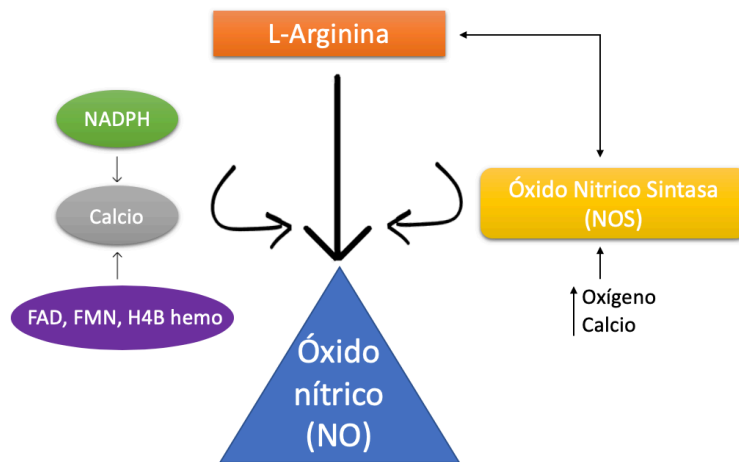 L-Arginina
NADPH
Calcio
FAD, FMN, H4B hemo
Óxido Nitrico Sintasa
(NOS)
Oxígeno
Calcio
Óxido
nítrico
(NO)